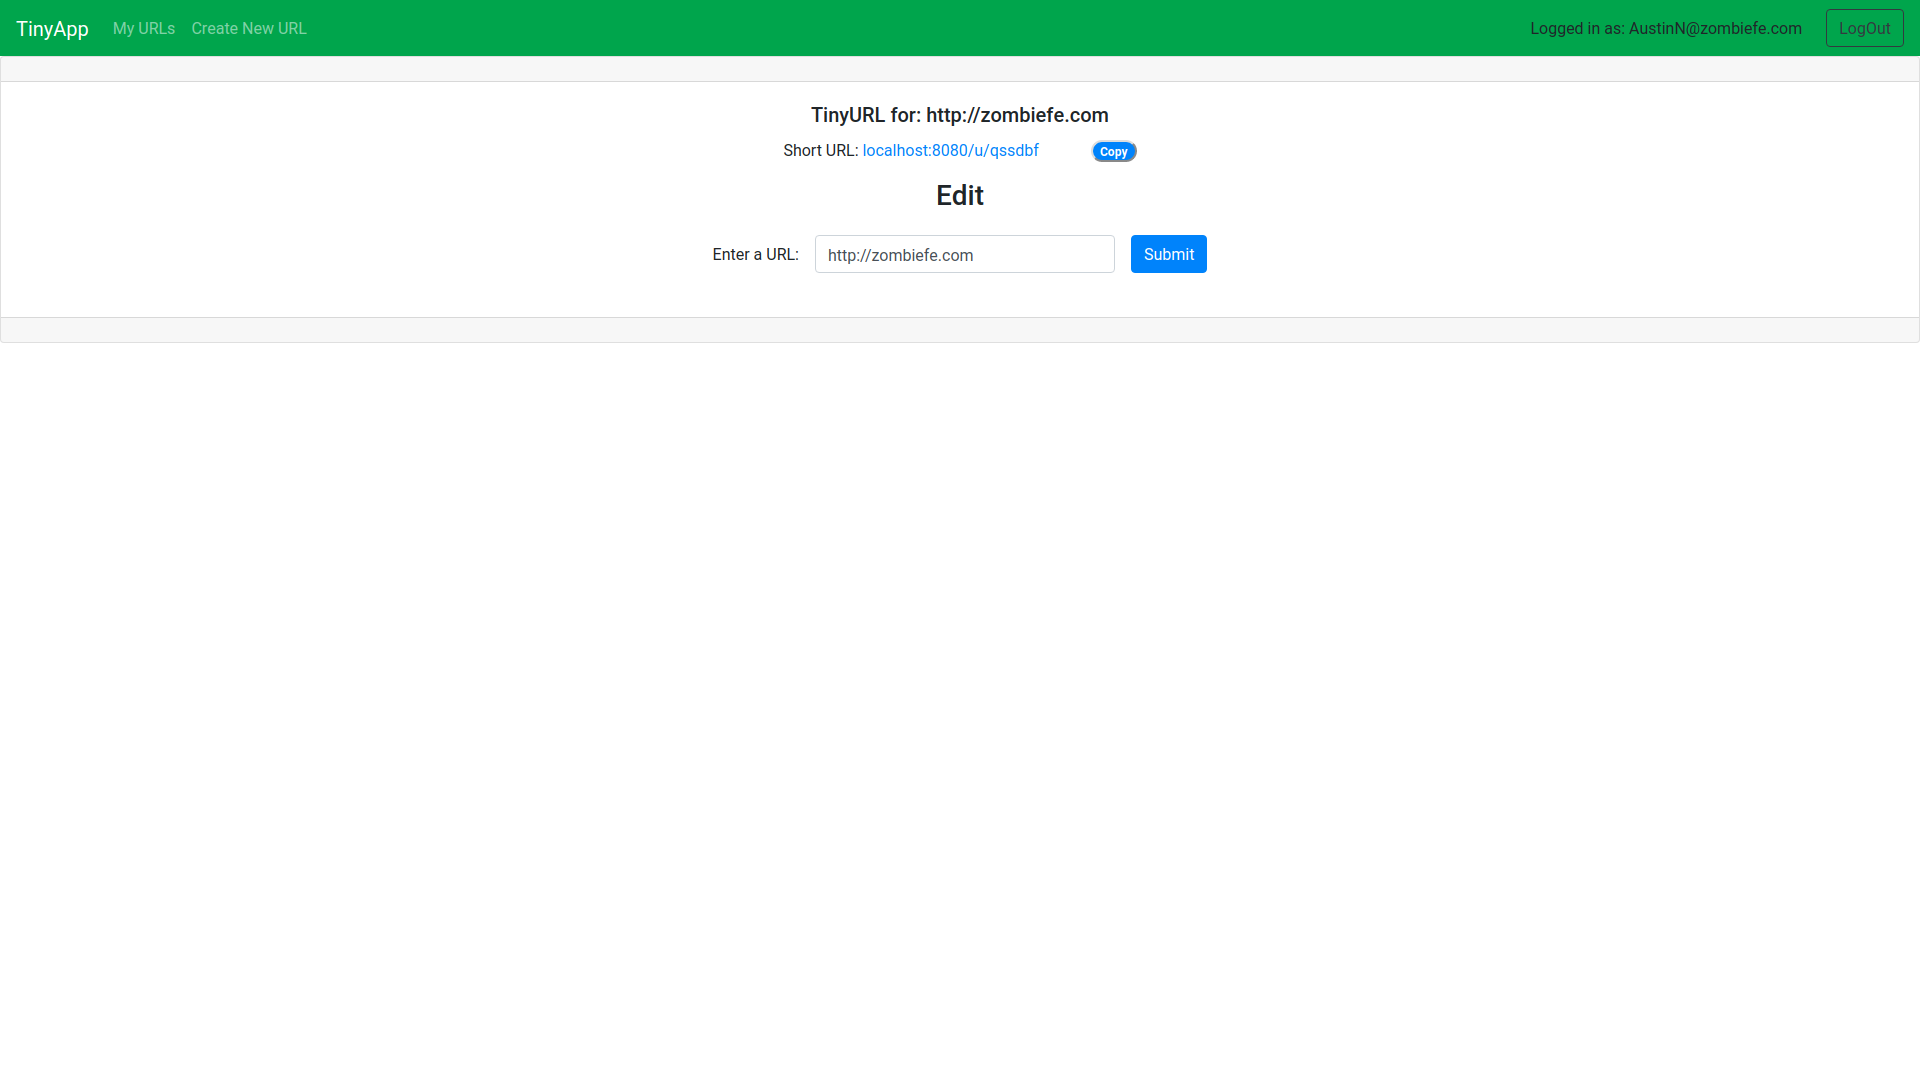 TinyApp My URLs Create New URL Logged in as: AustinN@zombiefe.com LogOut
TinyURL for: http://zombiefe.com
Short URL: localhost:8080/u/qssdbf Copy
Edit
Enter a URL: http://zombiefe.com Submit